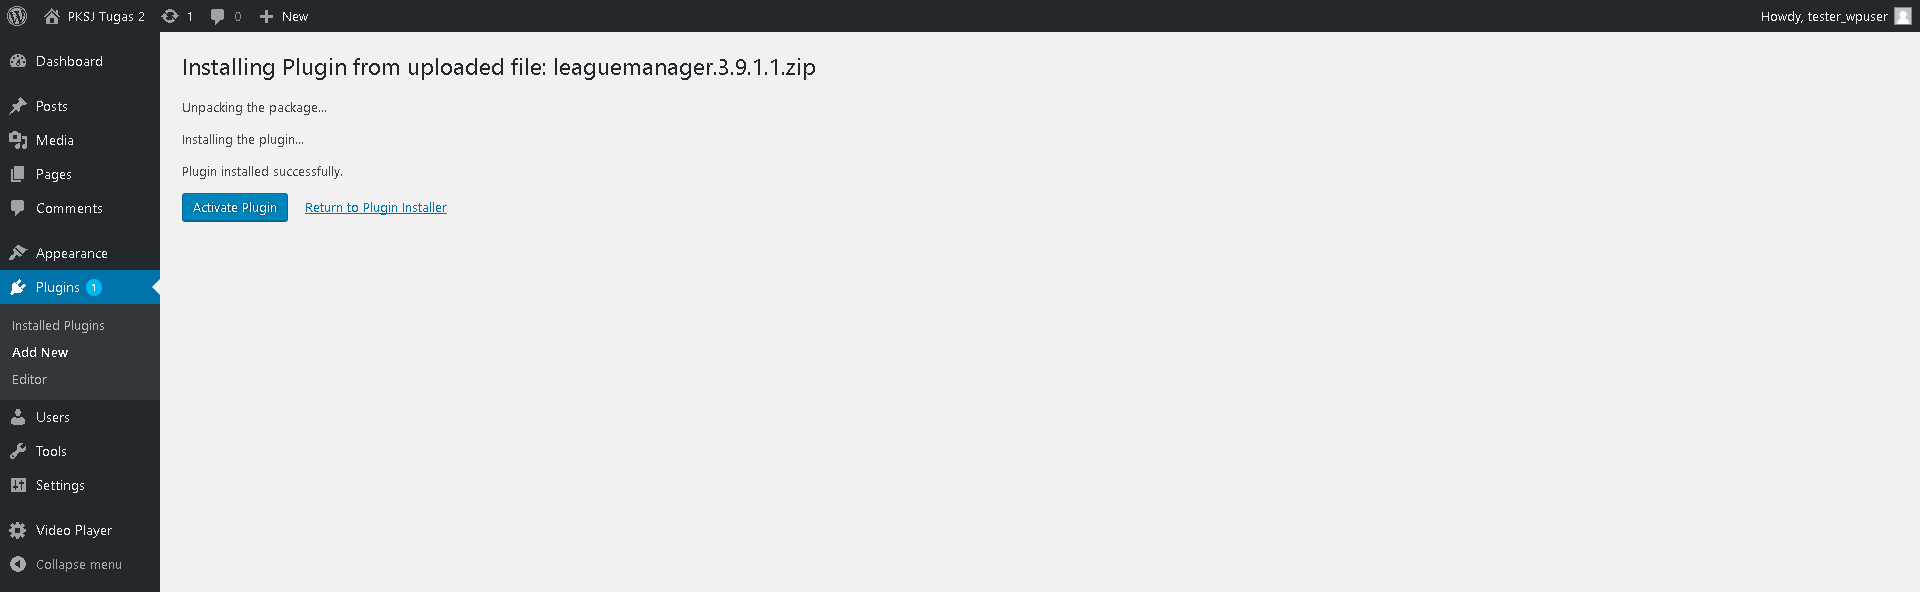 PKSJ Tugas 2 1 0 New Howdy, tester_wpuser
Dashboard
Posts
Media
Pages
Comments
Appearance
Plugins 1
Installed Plugins
Add New
Editor
Users
Tools
Settings
Video Player
Collapse menu
Installing Plugin from uploaded file: leaguemanager.3.9.1.1.zip
Unpacking the package...
Installing the plugin...
Plugin installed successfully.
Activate Plugin Return to Plugin Installer